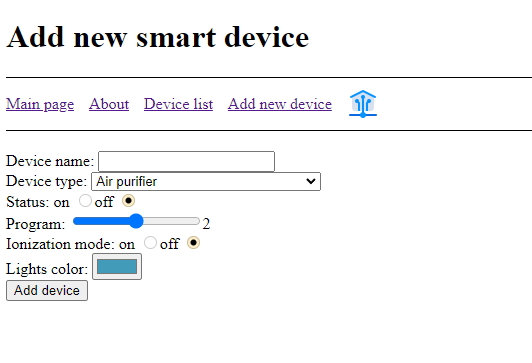 Add new smart device
Main page About Device list Add new device
Device name:
Device type: Air purifier
Status: on off
Program: 2
Ionization mode: on off
Lights color:
Add device